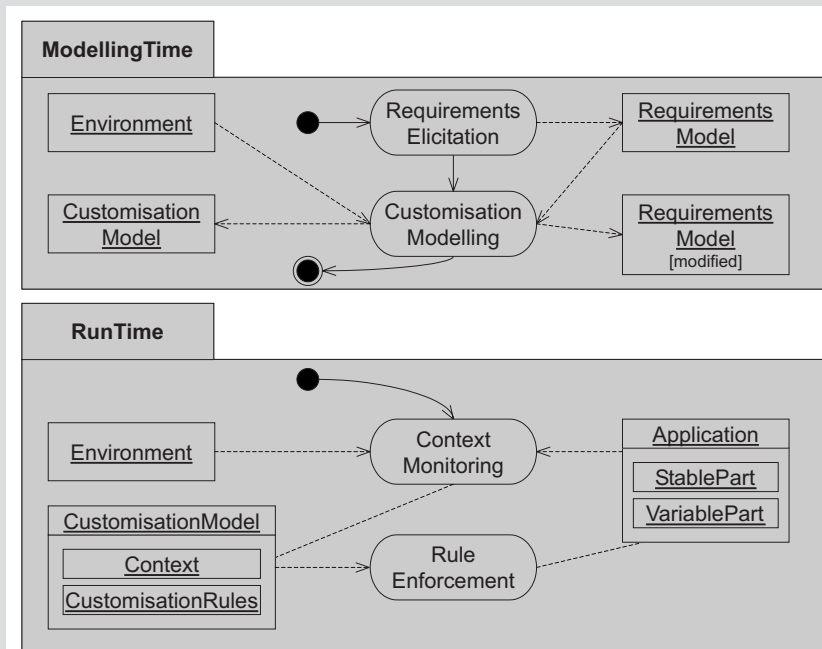 ModellingTime
Environment
Requirements
Elicitation
Requirements
Model
Customisation
Model
Customisation
Modelling
Requirements
Model
[modified]
RunTime
Environment
Context
Monitoring
Application
StablePart
VariablePart
CustomisationModel
Context
CustomisationRules
Rule
Enforcement